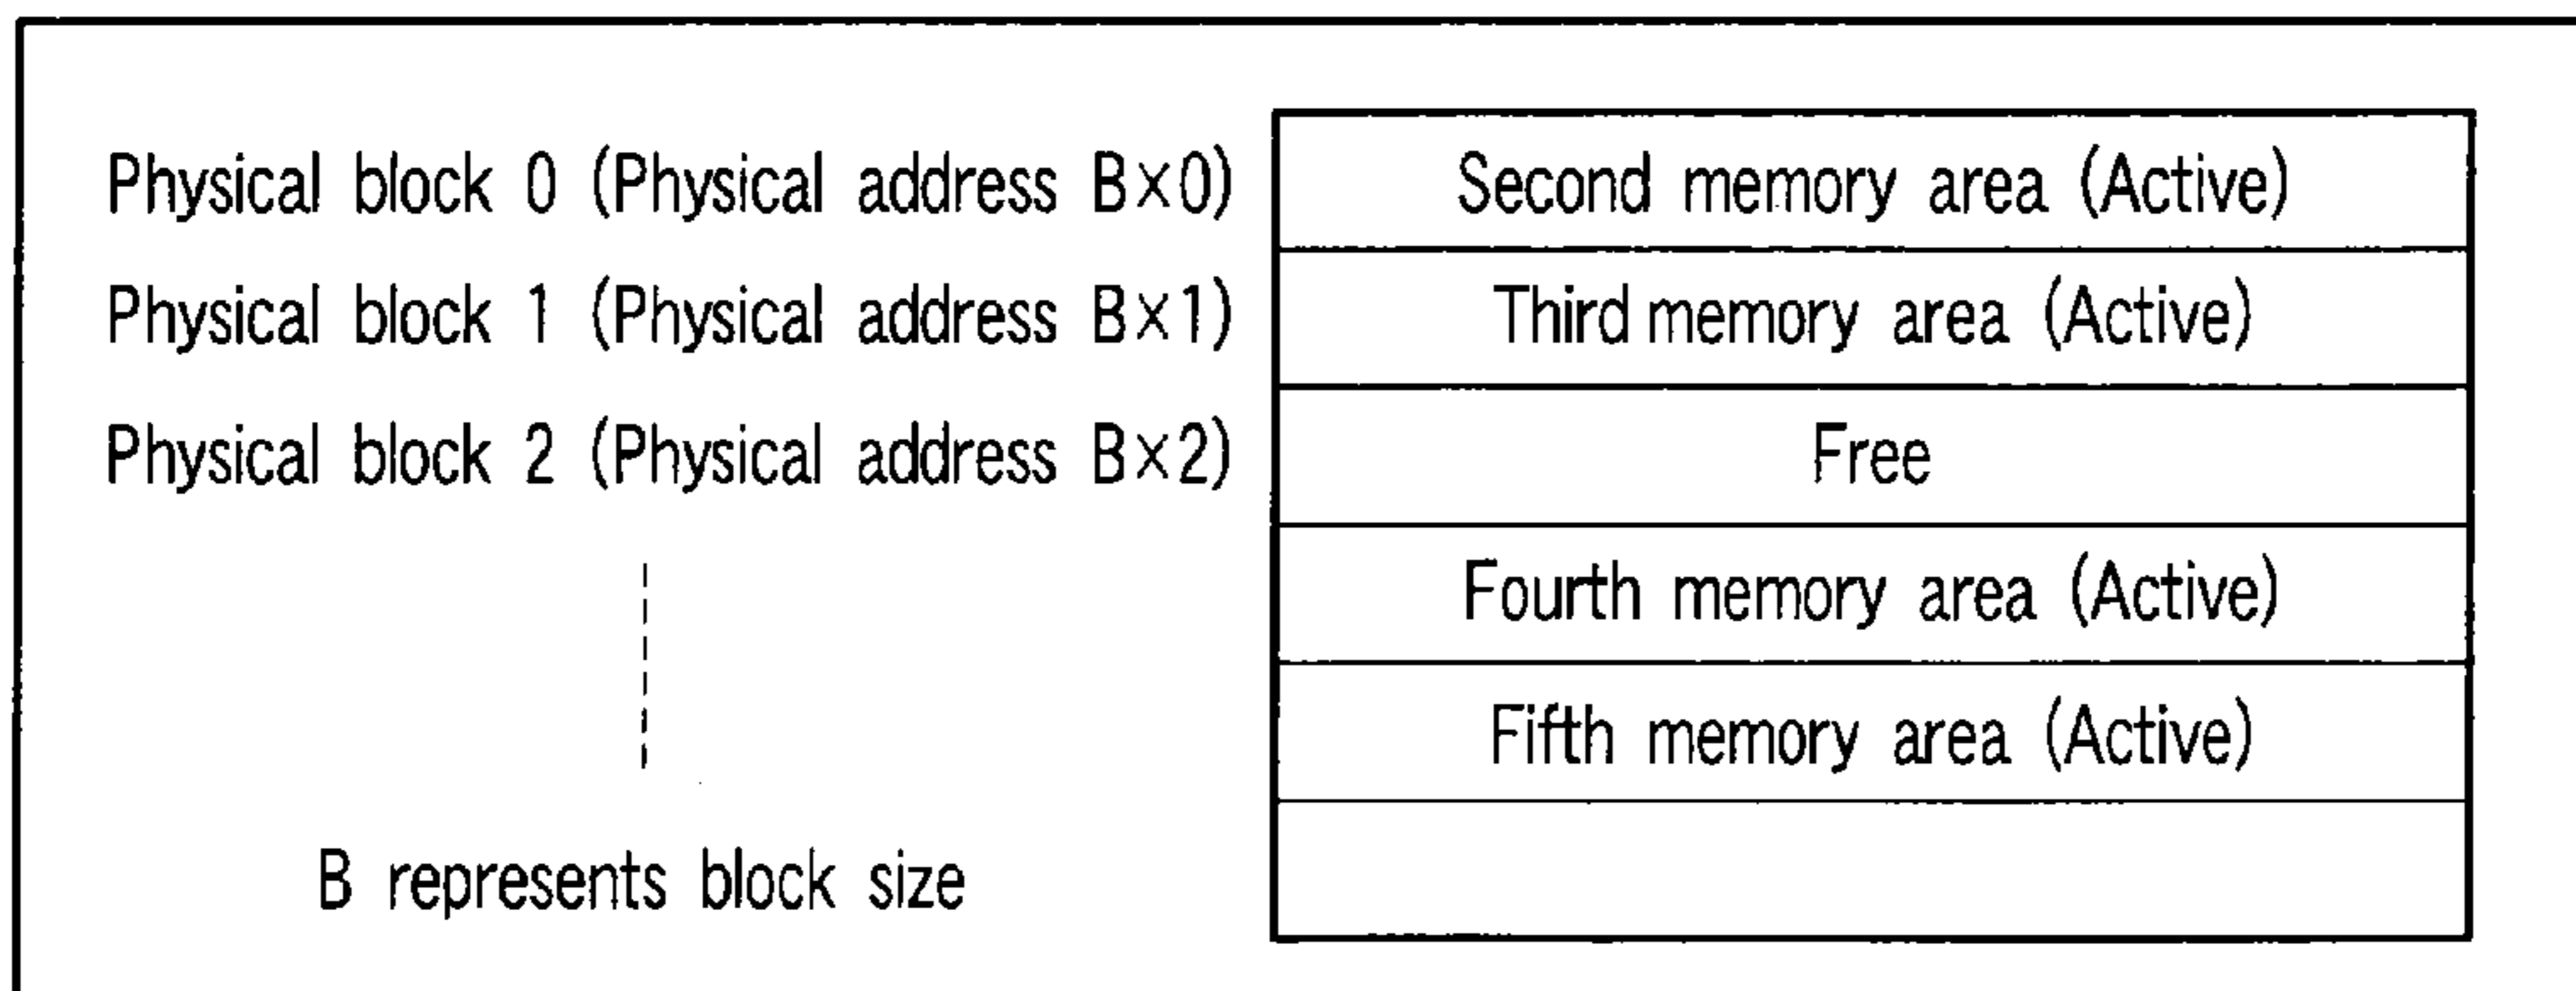 Physical block 0 (Physical address B×0) Second memory area (Active)
Physical block 1 (Physical address B×1) Third memory area (Active)
Physical block 2 (Physical address B×2) Free
Fourth memory area (Active)
Fifth memory area (Active)
B represents block size